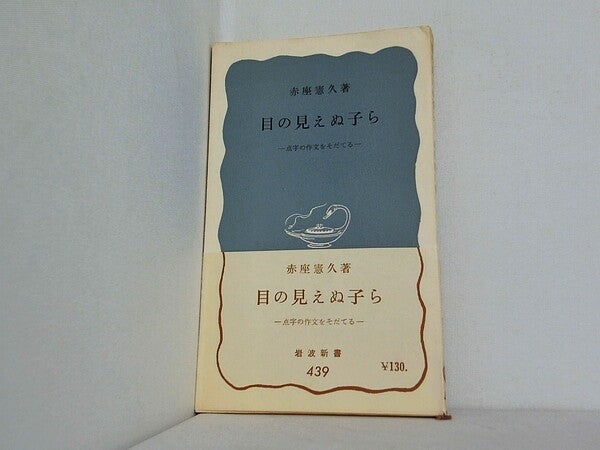 赤座憲久著
目の見えぬ子ら
—点字の作文をそだてる—
赤座憲久著
目の見えぬ子ら
—点字の作文をそだてる—
岩波新書
439
¥130.